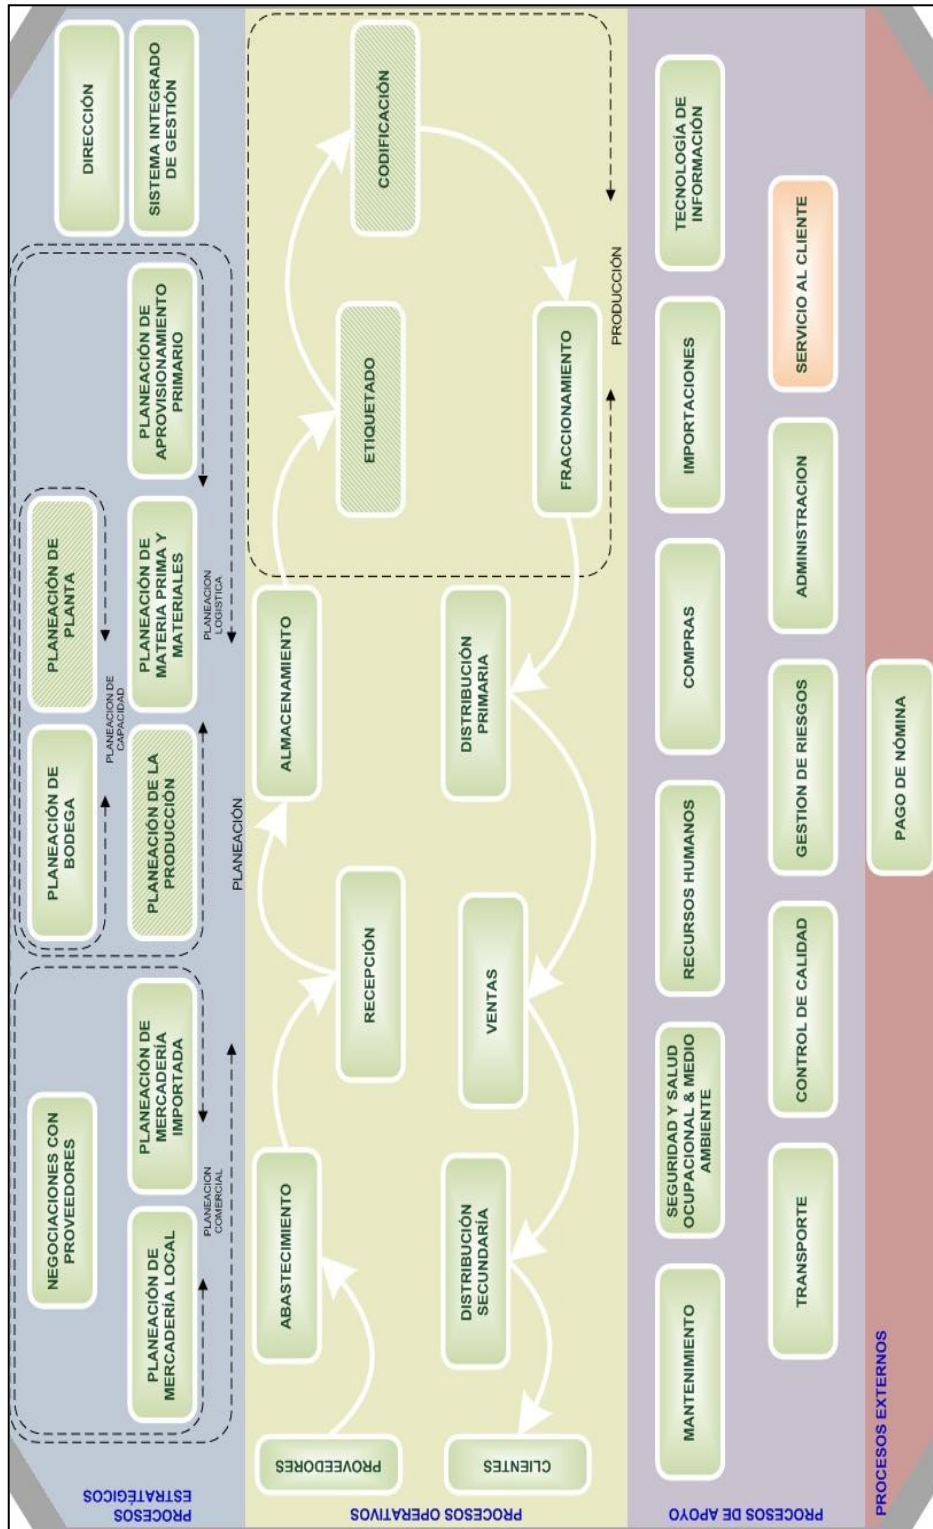 PROCESOS
ESTRATÉGICOS
NEGOCIACIONES CON
PROVEEDORES
PLANEACIÓN DE
MERCADERÍA LOCAL
PLANEACIÓN DE
MERCADERÍA
IMPORTADA
PLANEACION
COMERCIAL
PLANEACIÓN DE
BODEGA
PLANEACIÓN DE
PLANTA
PLANEACION DE
CAPACIDAD
PLANEACIÓN DE LA
PRODUCCIÓN
PLANEACIÓN DE
MATERIA PRIMA Y
MATERIALES
PLANEACIÓN DE
APROVISIONAMIENTO
PRIMARIO
PLANEACION
LOGISTICA
PLANEACIÓN
DIRECCIÓN
SISTEMA INTEGRADO
DE GESTIÓN
PROCESOS OPERATIVOS
PROVEEDORES
ABASTECIMIENTO
RECEPCIÓN
ALMACENAMIENTO
ETIQUETADO
CODIFICACIÓN
CLIENTES
DISTRIBUCIÓN
SECUNDARÍA
VENTAS
DISTRIBUCIÓN
PRIMARIA
FRACCIONAMIENTO
PRODUCCIÓN
PROCESOS DE APOYO
MANTENIMIENTO
SEGURIDAD Y SALUD
OCUPACIONAL & MEDIO
AMBIENTE
RECURSOS HUMANOS
COMPRAS
IMPORTACIONES
TECNOLOGÍA DE
INFORMACIÓN
TRANSPORTE
CONTROL DE CALIDAD
GESTION DE RIESGOS
ADMINISTRACION
SERVICIO AL CLIENTE
PROCESOS EXTERNOS
PAGO DE NÓMINA